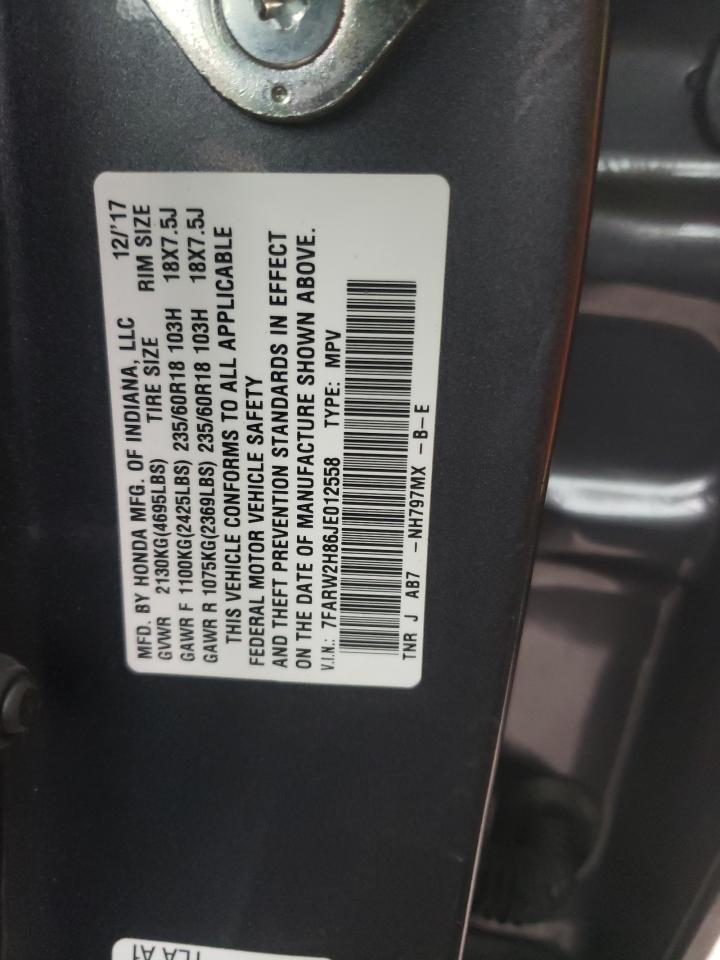 MFD. BY HONDA MFG. OF INDIANA, LLC 12/'17
GVWR 2130KG(4695LBS) TIRE SIZE RIM SIZE
GAWR F 1100KG(2425LBS) 235/60R18 103H 18X7.5J
GAWR R 1075KG(2369LBS) 235/60R18 103H 18X7.5J
THIS VEHICLE CONFORMS TO ALL APPLICABLE
FEDERAL MOTOR VEHICLE SAFETY
AND THEFT PREVENTION STANDARDS IN EFFECT
ON THE DATE OF MANUFACTURE SHOWN ABOVE.
V.I.N.: 7FARW2H86JE012558 TYPE: MPV
TNR J AB7 -NH797MX -B-E